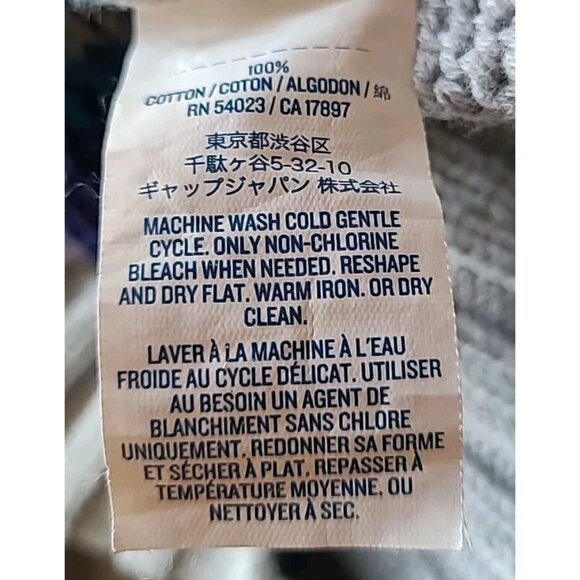 100%
COTTON / COTON / ALGODON / 綿
RN 54023 / CA 17897
東京都渋谷区
千駄ヶ谷5-32-10
ギャップジャパン 株式会社
MACHINE WASH COLD GENTLE
CYCLE. ONLY NON-CHLORINE
BLEACH WHEN NEEDED. RESHAPE
AND DRY FLAT. WARM IRON. OR DRY
CLEAN.
LAVER À LA MACHINE À L'EAU
FROIDE AU CYCLE DÉLICAT. UTILISER
AU BESOIN UN AGENT DE
BLANCHIMENT SANS CHLORE
UNIQUEMENT. REDONNER SA FORME
ET SÉCHER À PLAT. REPASSER À
TEMPÉRATURE MOYENNE. OU
NETTOYER À SEC.